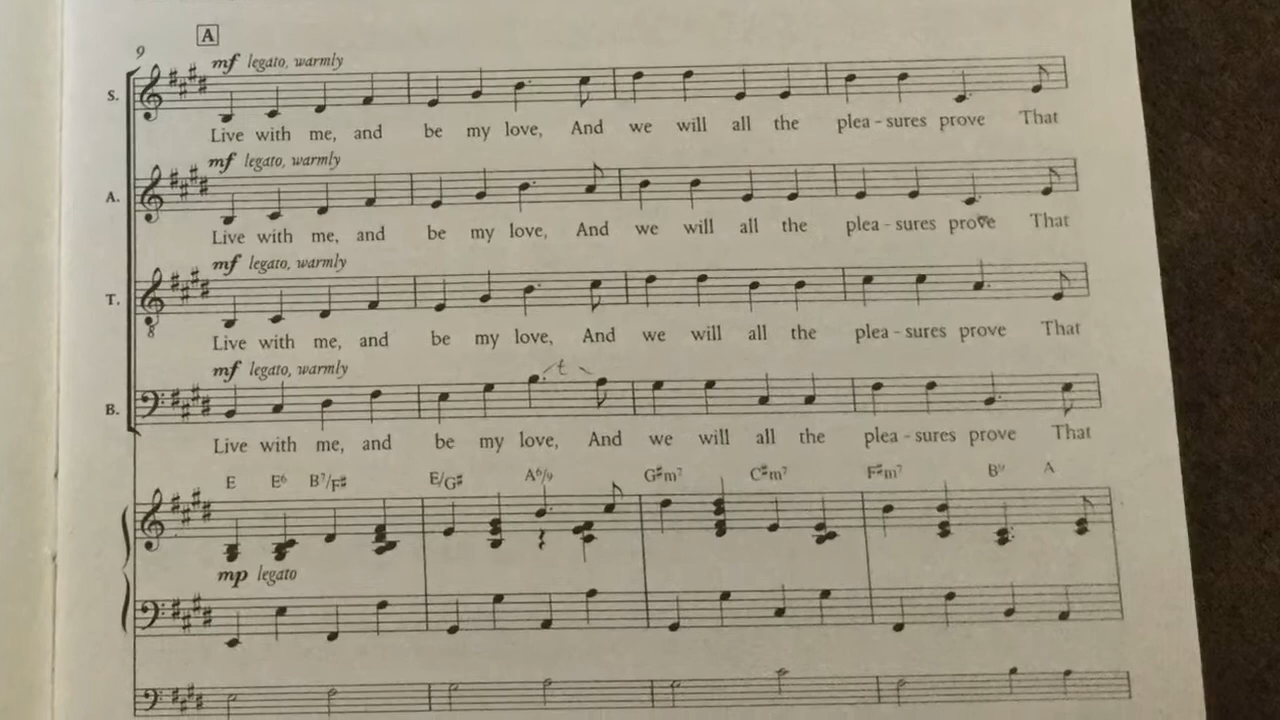 A
9
mf legato, warmly
S.
Live with me, and be my love, And we will all the plea - sures prove That
mf legato, warmly
A.
Live with me, and be my love, And we will all the plea - sures prove That
mf legato, warmly
T.
8
Live with me, and be my love, And we will all the plea - sures prove That
mf legato, warmly
t
B.
Live with me, and be my love, And we will all the plea - sures prove That
E E⁶ B⁷/F♯ E/G♯ A⁶/⁹ G♯m⁷ C♯m⁷ F♯m⁷ B⁹ A
mp legato